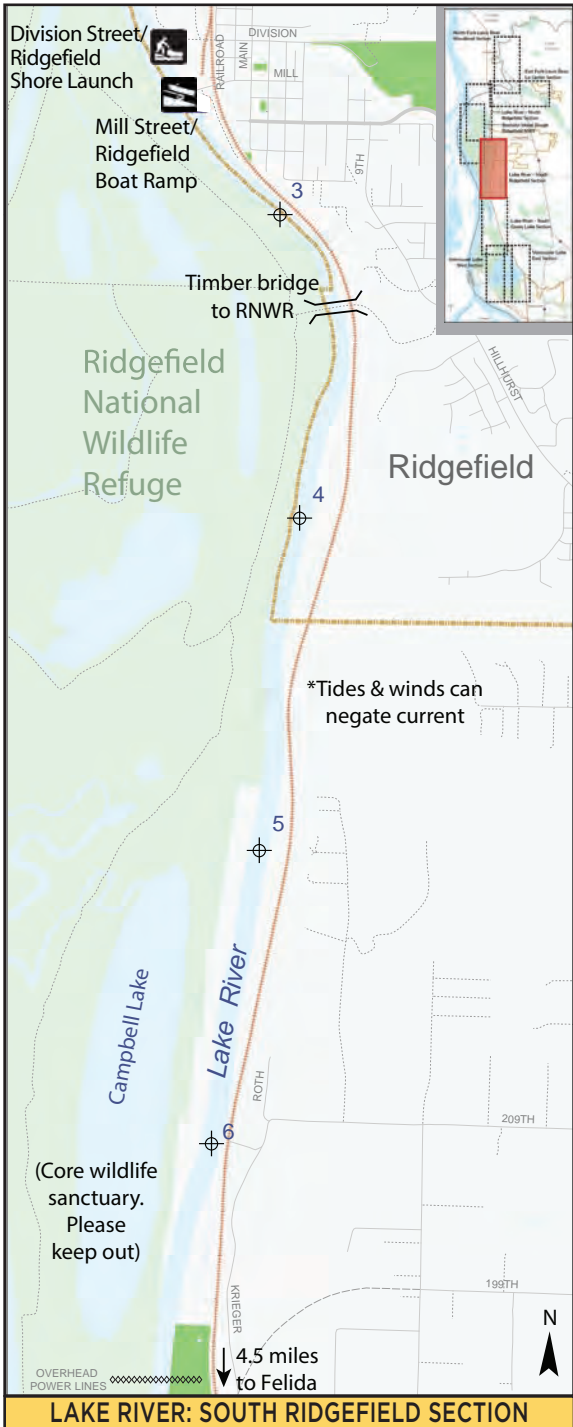 Division Street/
Ridgefield
Shore Launch
Mill Street/
Ridgefield
Boat Ramp
RAILROAD
MAIN
DIVISION
MILL
9TH
3
Timber bridge
to RNWR
HILLHURST
Ridgefield
National
Wildlife
Refuge
Ridgefield
4
*Tides & winds can
negate current
5
Lake River
Campbell Lake
ROTH
209TH
6
(Core wildlife
sanctuary.
Please
keep out)
199TH
KRIEGER
N
4.5 miles
to Felida
OVERHEAD
POWER LINES
LAKE RIVER: SOUTH RIDGEFIELD SECTION